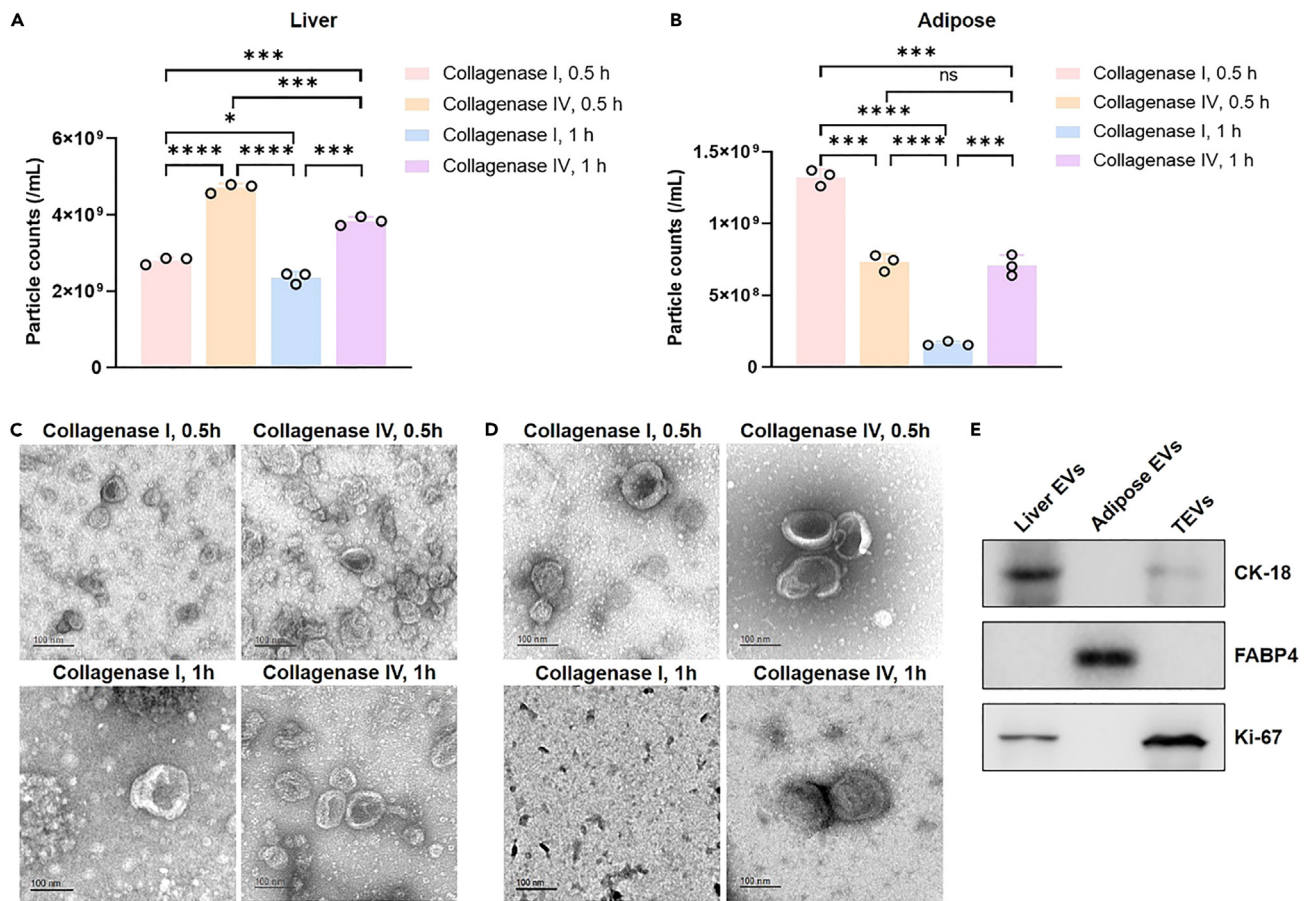 A
Liver
***
***
*
****
****
***
Collagenase I, 0.5 h
Collagenase IV, 0.5 h
Collagenase I, 1 h
Collagenase IV, 1 h
Particle counts (/mL)
6×10⁹
4×10⁹
2×10⁹
0
B
Adipose
***
ns
****
***
****
***
Collagenase I, 0.5 h
Collagenase IV, 0.5 h
Collagenase I, 1 h
Collagenase IV, 1 h
Particle counts (/mL)
1.5×10⁹
1×10⁹
5×10⁸
0
C
Collagenase I, 0.5h
Collagenase IV, 0.5h
100 nm
100 nm
Collagenase I, 1h
Collagenase IV, 1h
100 nm
100 nm
D
Collagenase I, 0.5h
Collagenase IV, 0.5h
100 nm
100 nm
Collagenase I, 1h
Collagenase IV, 1h
100 nm
100 nm
E
Liver EVs
Adipose EVs
TEVs
CK-18
FABP4
Ki-67